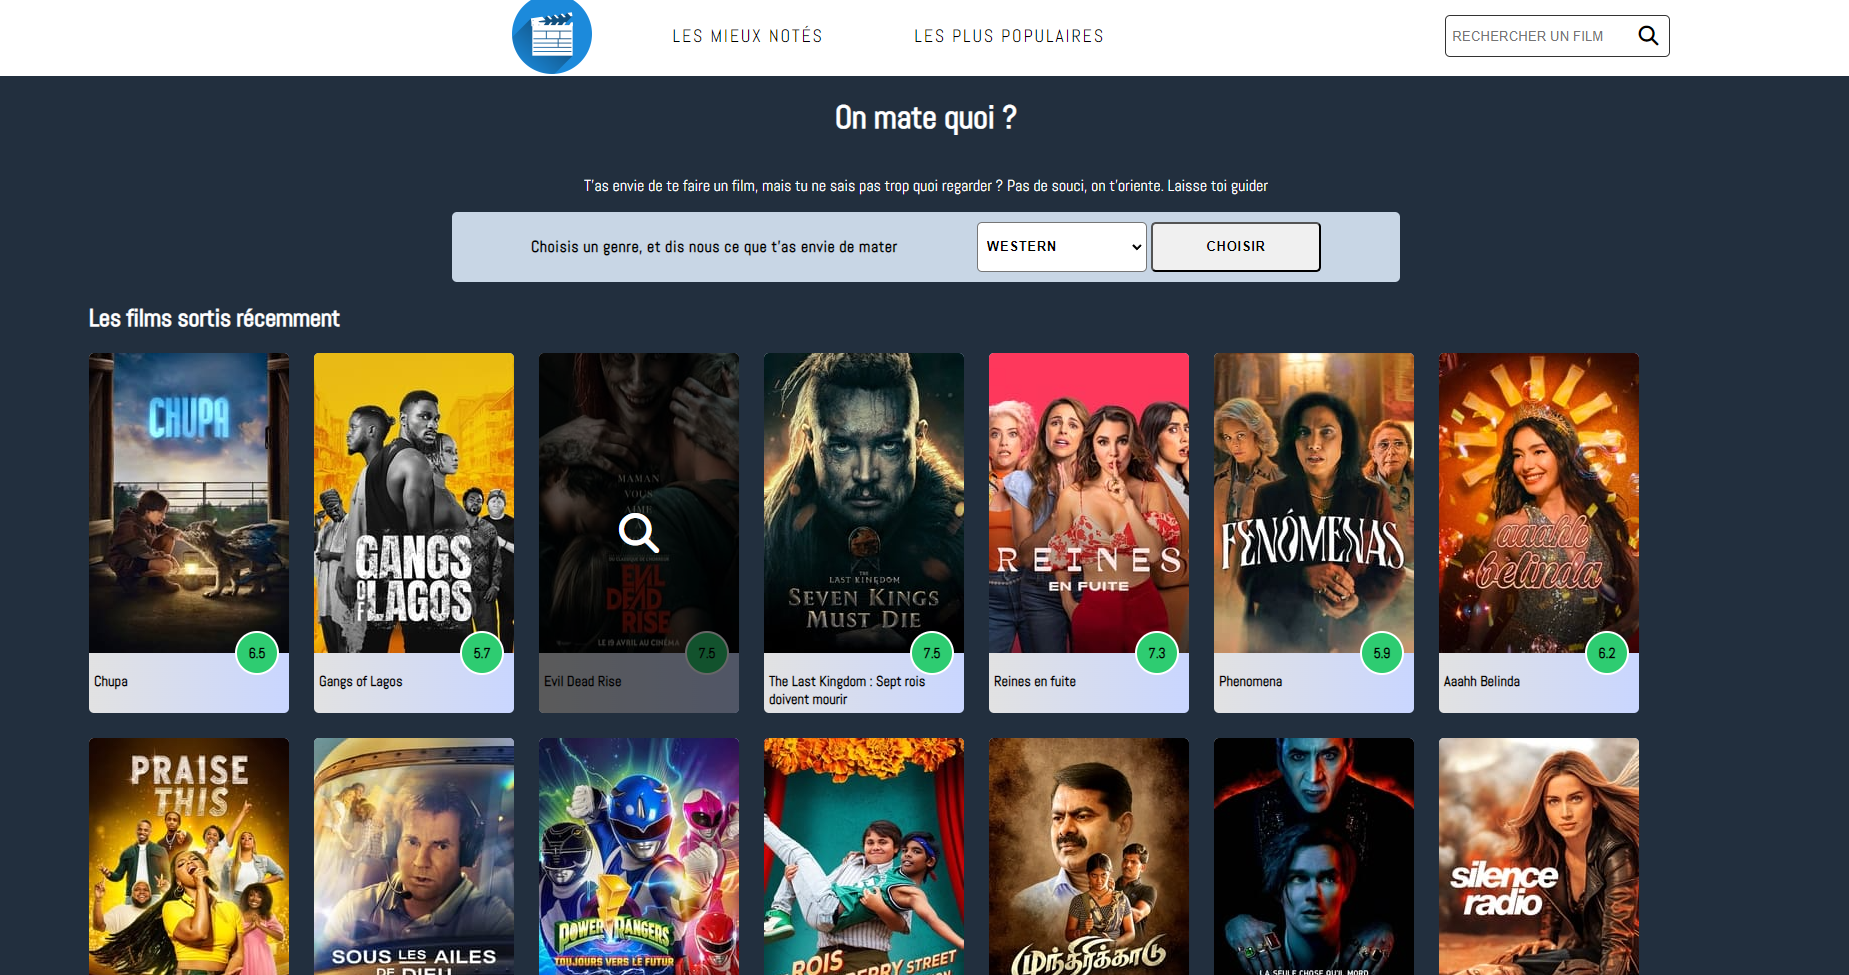 LES MIEUX NOTÉS
LES PLUS POPULAIRES
RECHERCHER UN FILM
On mate quoi ?
T'as envie de te faire un film, mais tu ne sais pas trop quoi regarder ? Pas de souci, on t'oriente. Laisse toi guider
Choisis un genre, et dis nous ce que t'as envie de mater
WESTERN
CHOISIR
Les films sortis récemment
CHUPA
6.5
Chupa
GANGS
OF LAGOS
5.7
Gangs of Lagos
MAMAN
VOUS
AIME
EVIL
DEAD
RISE
LE 19 AVRIL AU CINÉMA
7.5
Evil Dead Rise
THE
LAST KINGDOM
SEVEN KINGS
MUST DIE
7.5
The Last Kingdom : Sept rois
doivent mourir
REINES
EN FUITE
7.3
Reines en fuite
FENÓMENAS
5.9
Phenomena
aaahh
belinda
6.2
Aaahh Belinda
PRAISE
THIS
SOUS LES AILES
DE DIEU
POWER RANGERS
TOUJOURS VERS LE FUTUR
ROIS
BERRY STREET
முந்திரிக்காடு
LA SEULE CHOSE QU'IL MORD
silence
radio